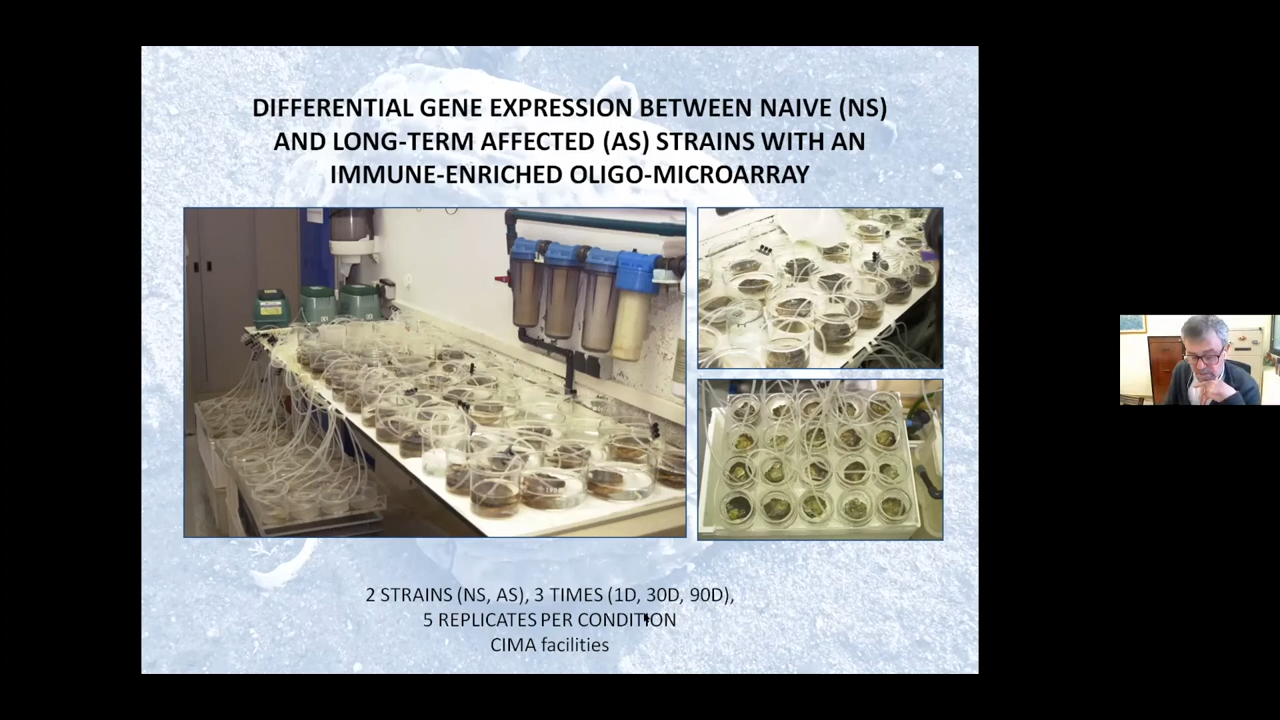 DIFFERENTIAL GENE EXPRESSION BETWEEN NAIVE (NS)
AND LONG-TERM AFFECTED (AS) STRAINS WITH AN
IMMUNE-ENRICHED OLIGO-MICROARRAY
2 STRAINS (NS, AS), 3 TIMES (1D, 30D, 90D),
5 REPLICATES PER CONDITION
CIMA facilities